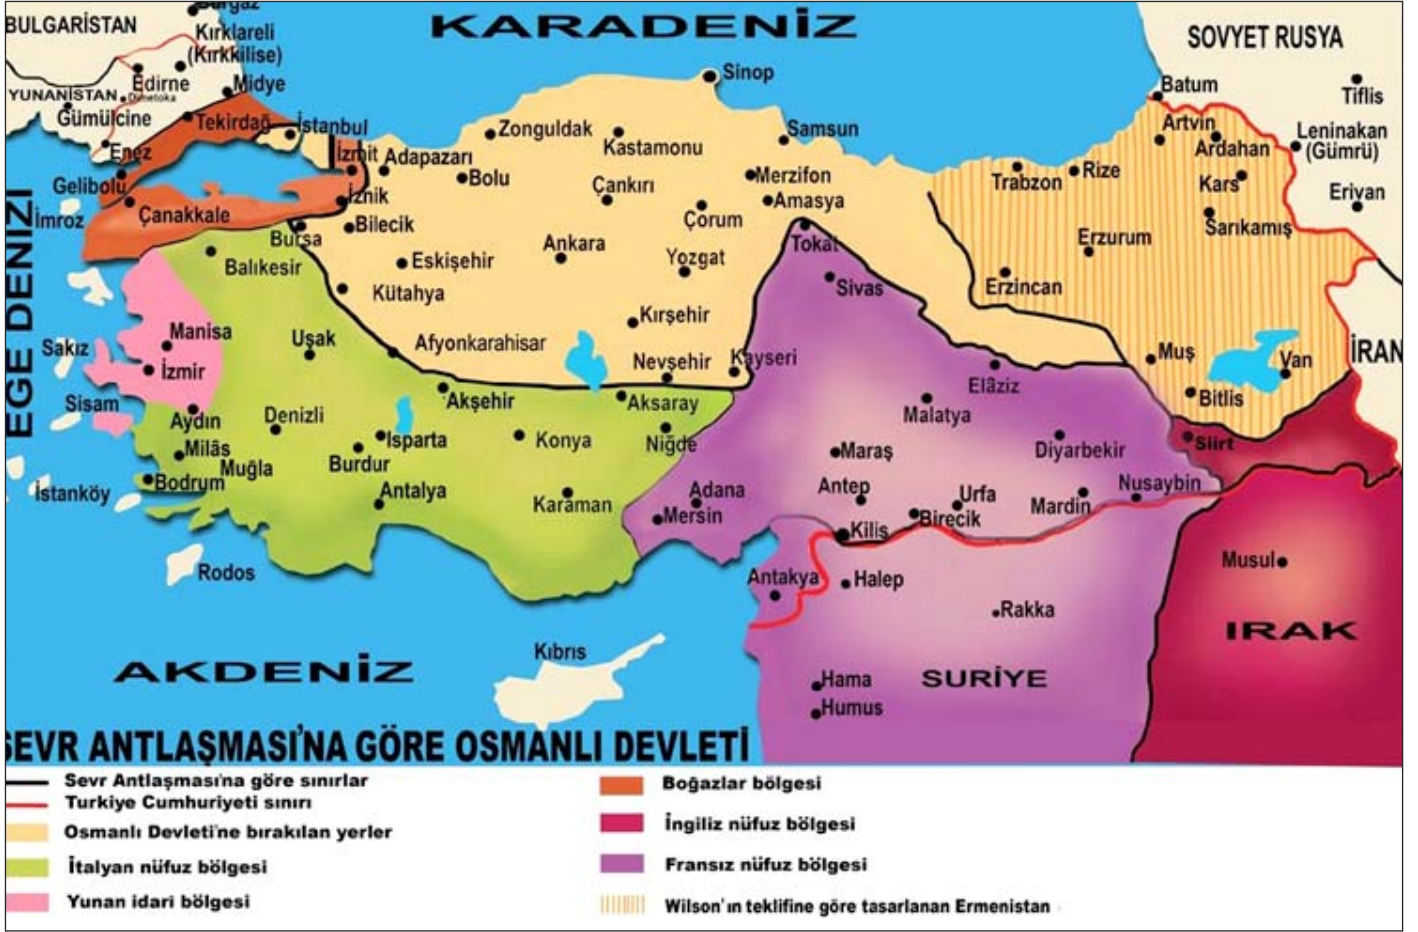 BULGARİSTAN
Burgaz
KARADENİZ
SOVYET RUSYA
Kırklareli
(Kırkkilise)
Edirne
YUNANİSTAN
Dimetoka
Midye
Sinop
Batum
Tiflis
Gümülcine
Tekirdağ
İstanbul
Zonguldak
Kastamonu
Samsun
Artvin
Ardahan
Leninakan
(Gümrü)
Enez
İzmit
Adapazarı
Bolu
Çankırı
Merzifon
Trabzon
Rize
Kars
Erivan
Gelibolu
İznik
Amasya
İmroz
Çanakkale
Bilecik
Çorum
Sarıkamış
Bursa
Ankara
Tokat
Erzurum
Balıkesir
Eskişehir
Yozgat
Kütahya
Sivas
Erzincan
EGE DENİZİ
Manisa
Uşak
Afyonkarahisar
Kırşehir
Sakız
İzmir
Nevşehir
Kayseri
Elâziz
Muş
Van
İRAN
Sisam
Aydın
Denizli
Akşehir
Aksaray
Malatya
Bitlis
Milâs
Isparta
Konya
Niğde
Maraş
Diyarbekir
Siirt
Muğla
Burdur
İstanköy
Bodrum
Antalya
Karaman
Adana
Mersin
Antep
Urfa
Birecik
Mardin
Nusaybin
Kilis
Rodos
Antakya
Halep
Musul
Rakka
IRAK
Kıbrıs
AKDENİZ
Hama
SURİYE
Humus
SEVR ANTLAŞMASI'NA GÖRE OSMANLI DEVLETİ
Sevr Antlaşması'na göre sınırlar
Turkiye Cumhuriyeti sınırı
Osmanlı Devleti'ne bırakılan yerler
İtalyan nüfuz bölgesi
Yunan idari bölgesi
Boğazlar bölgesi
İngiliz nüfuz bölgesi
Fransız nüfuz bölgesi
Wilson'ın teklifine göre tasarlanan Ermenistan